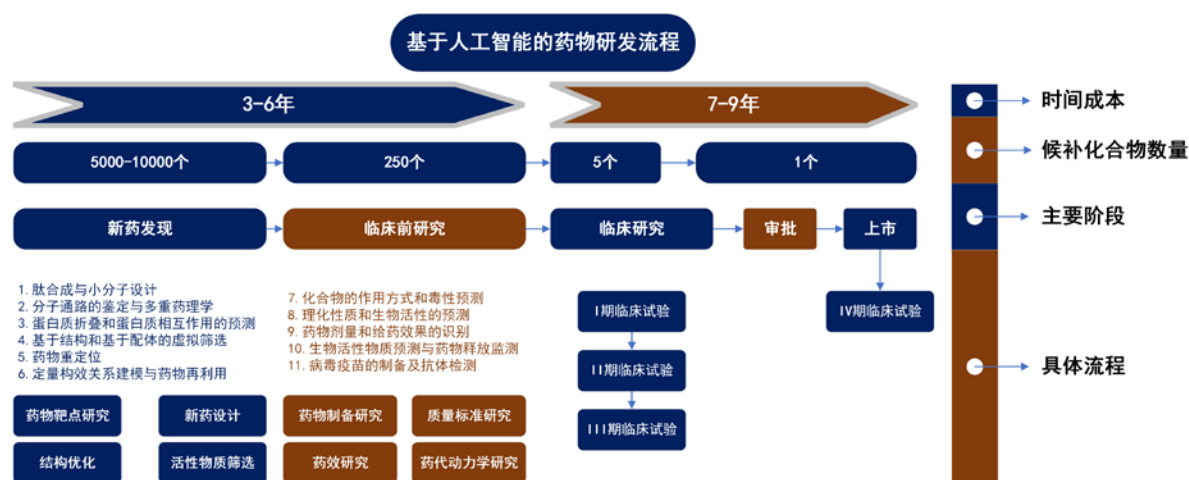 基于人工智能的药物研发流程
3-6年
7-9年
5000-10000个
250个
5个
1个
新药发现
临床前研究
临床研究
审批
上市
1. 肽合成与小分子设计
2. 分子通路的鉴定与多重药理学
3. 蛋白质折叠和蛋白质相互作用的预测
4. 基于结构和基于配体的虚拟筛选
5. 药物重定位
6. 定量构效关系建模与药物再利用
7. 化合物的作用方式和毒性预测
8. 理化性质和生物活性的预测
9. 药物剂量和给药效果的识别
10. 生物活性物质预测与药物释放监测
11. 病毒疫苗的制备及抗体检测
I期临床试验
II期临床试验
III期临床试验
IV期临床试验
药物靶点研究
新药设计
药物制备研究
质量标准研究
结构优化
活性物质筛选
药效研究
药代动力学研究
时间成本
候补化合物数量
主要阶段
具体流程